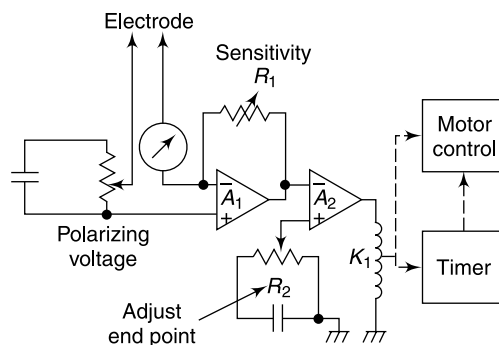 Electrode
Sensitivity
R1
Motor
control
−
A1
+
−
A2
+
Polarizing
voltage
K1
Timer
R2
Adjust
end point